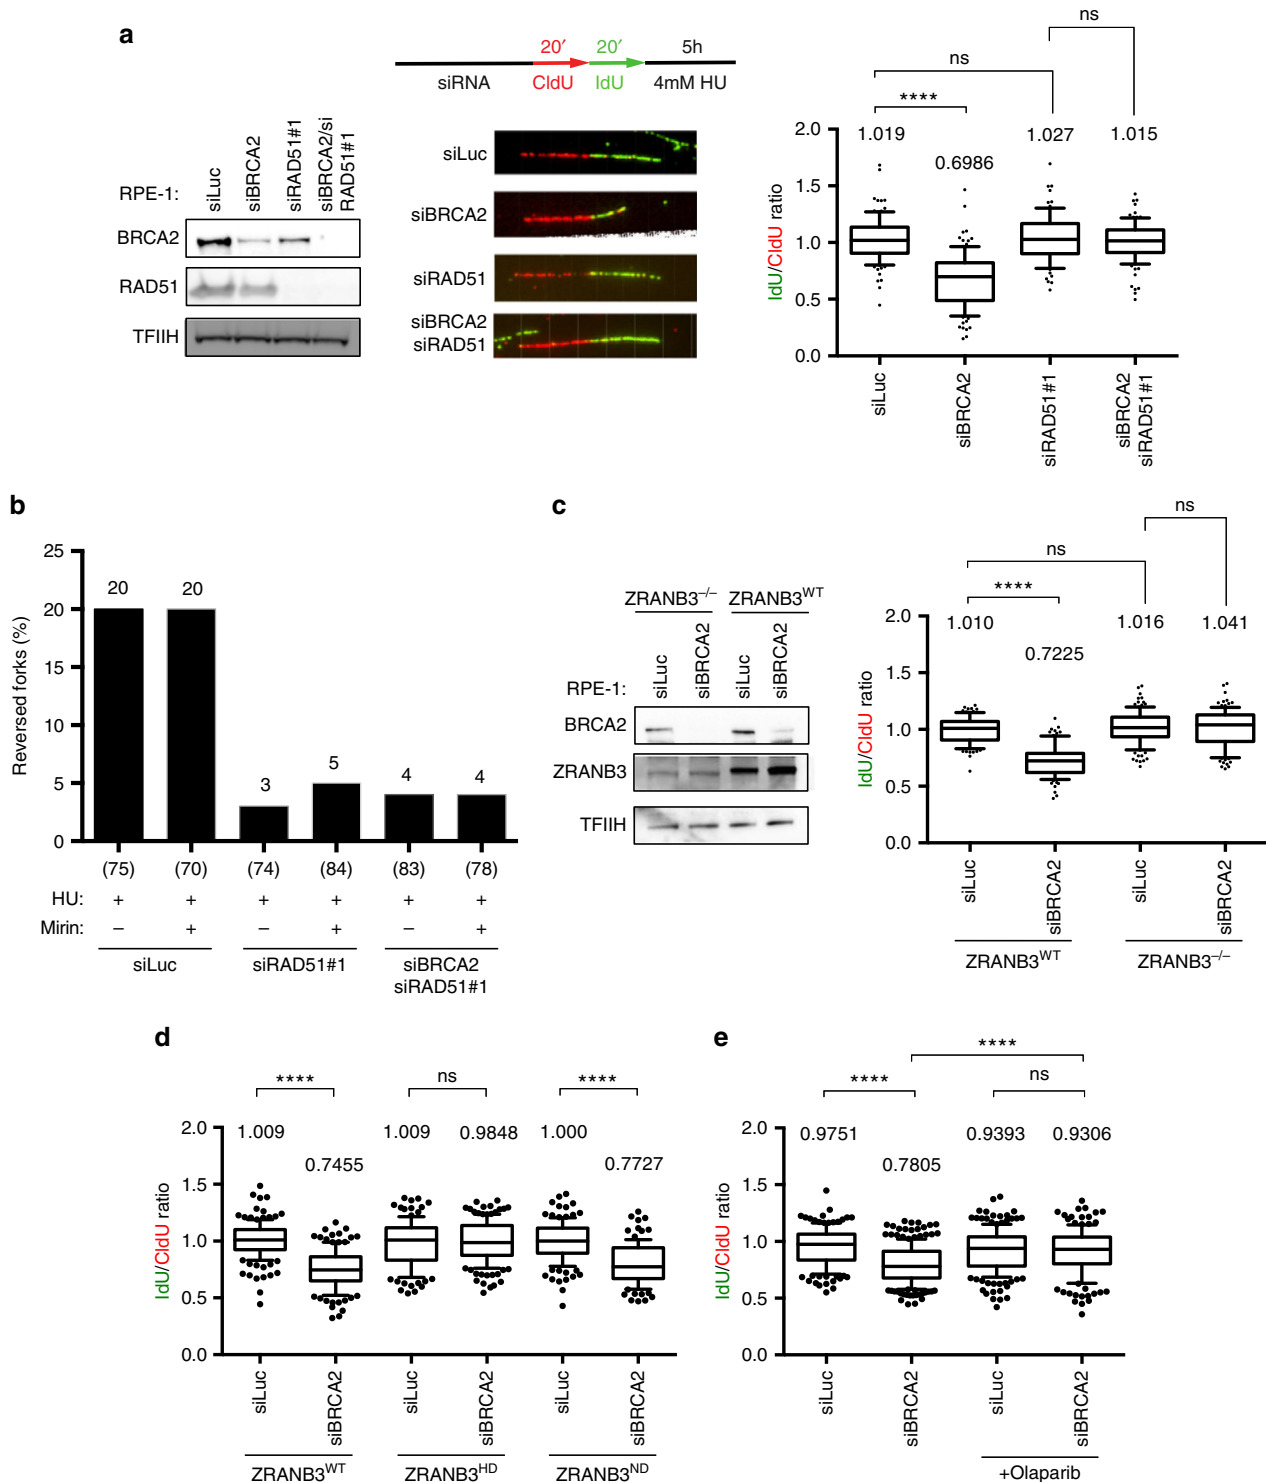 a
20′ 20′ 5h
siRNA CldU IdU 4mM HU
RPE-1: siLuc siBRCA2 siRAD51#1 siBRCA2/si RAD51#1
BRCA2
RAD51
TFIIH
siLuc
siBRCA2
siRAD51
siBRCA2
siRAD51
ns
ns
****
1.019 0.6986 1.027 1.015
IdU/CldU ratio
2.0
1.5
1.0
0.5
0.0
siLuc siBRCA2 siRAD51#1 siBRCA2 siRAD51#1
b
Reversed forks (%)
25
20
15
10
5
0
20 20 3 5 4 4
(75) (70) (74) (84) (83) (78)
HU: + + + + + +
Mirin: – + – + – +
siLuc siRAD51#1 siBRCA2
siRAD51#1
c
ZRANB3–/– ZRANB3WT
RPE-1: siLuc siBRCA2 siLuc siBRCA2
BRCA2
ZRANB3
TFIIH
ns
ns
****
1.010 0.7225 1.016 1.041
IdU/CldU ratio
2.0
1.5
1.0
0.5
0.0
siLuc siBRCA2 siLuc siBRCA2
ZRANB3WT ZRANB3–/–
d
**** ns ****
1.009 0.7455 1.009 0.9848 1.000 0.7727
IdU/CldU ratio
2.0
1.5
1.0
0.5
0.0
siLuc siBRCA2 siLuc siBRCA2 siLuc siBRCA2
ZRANB3WT ZRANB3HD ZRANB3ND
e
****
**** ns
0.9751 0.7805 0.9393 0.9306
IdU/CldU ratio
2.0
1.5
1.0
0.5
0.0
siLuc siBRCA2 siLuc siBRCA2
+Olaparib